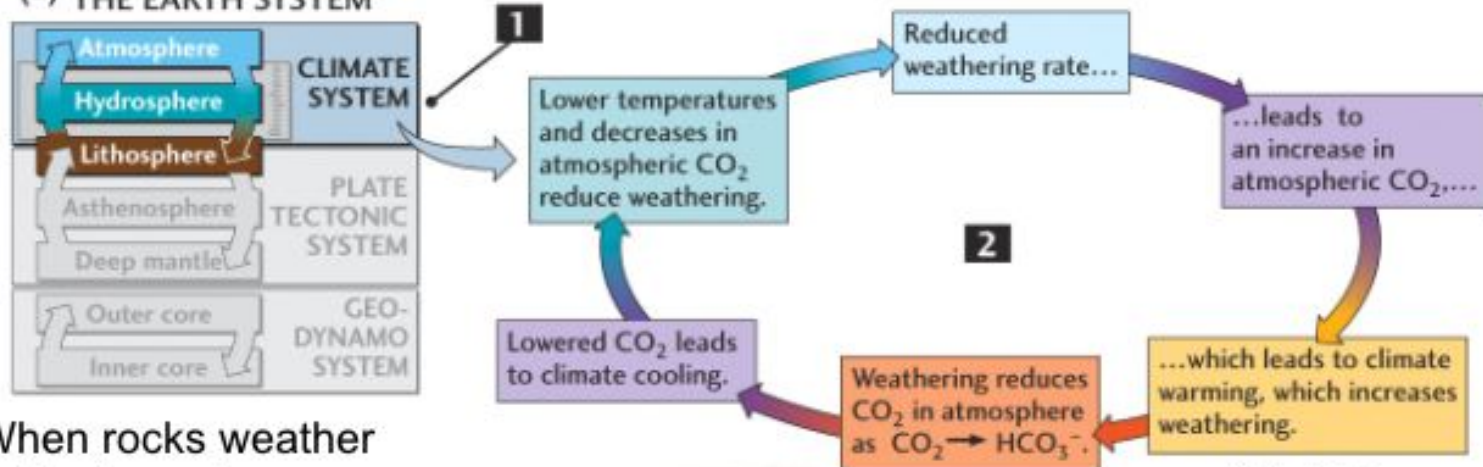 THE EARTH SYSTEM
Atmosphere
Hydrosphere
Lithosphere
Asthenosphere
Deep mantle
Outer core
Inner core
CLIMATE
SYSTEM
PLATE
TECTONIC
SYSTEM
GEO-
DYNAMO
SYSTEM
1
Lower temperatures
and decreases in
atmospheric CO₂
reduce weathering.
Reduced
weathering rate…
…leads to
an increase in
atmospheric CO₂,…
2
…which leads to climate
warming, which increases
weathering.
Weathering reduces
CO₂ in atmosphere
as CO₂ → HCO₃⁻.
Lowered CO₂ leads
to climate cooling.
When rocks weather